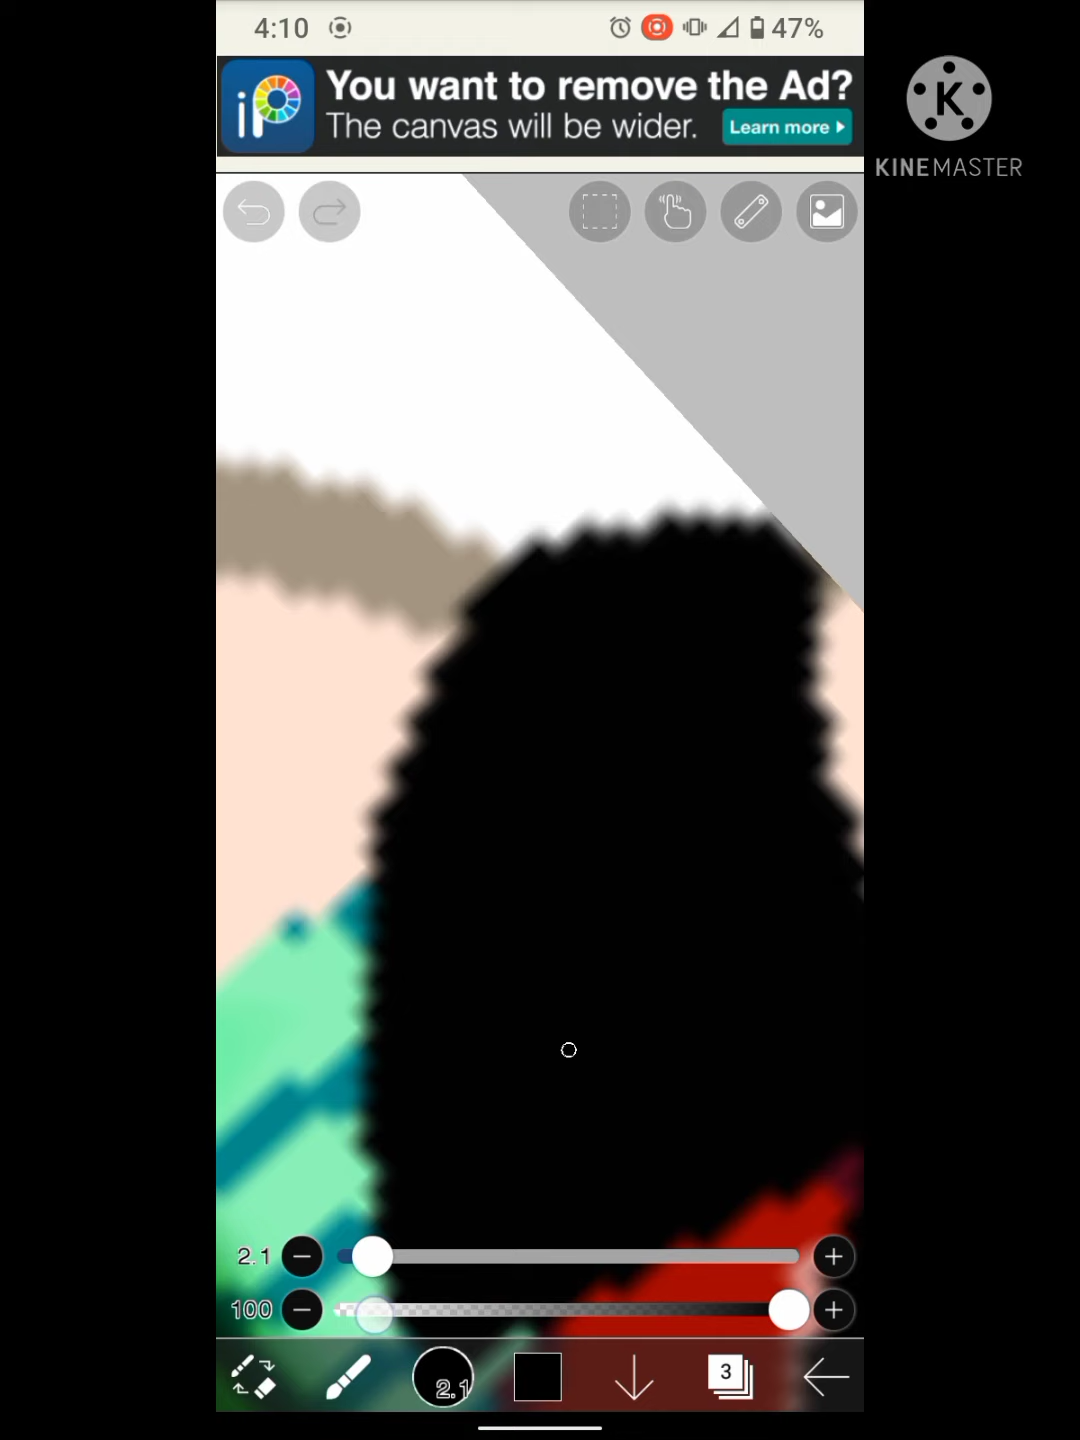 4:10
47%
iP
You want to remove the Ad?
The canvas will be wider.
Learn more
K
KINEMASTER
2.1
100
2.1
3